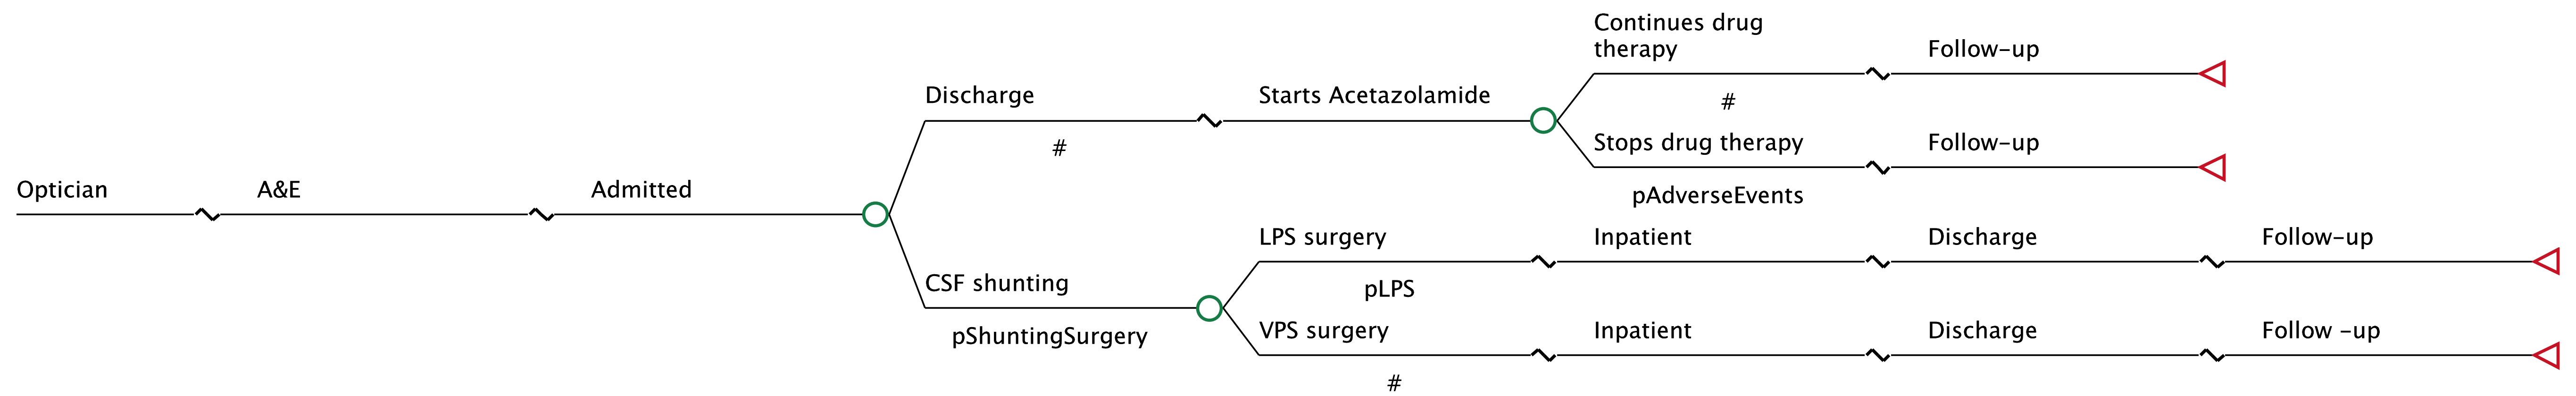 Continues drug
therapy
Follow-up
#
Discharge
#
Starts Acetazolamide
Stops drug therapy
pAdverseEvents
Follow-up
Optician
A&E
Admitted
CSF shunting
pShuntingSurgery
LPS surgery
pLPS
Inpatient
Discharge
Follow-up
VPS surgery
#
Inpatient
Discharge
Follow -up